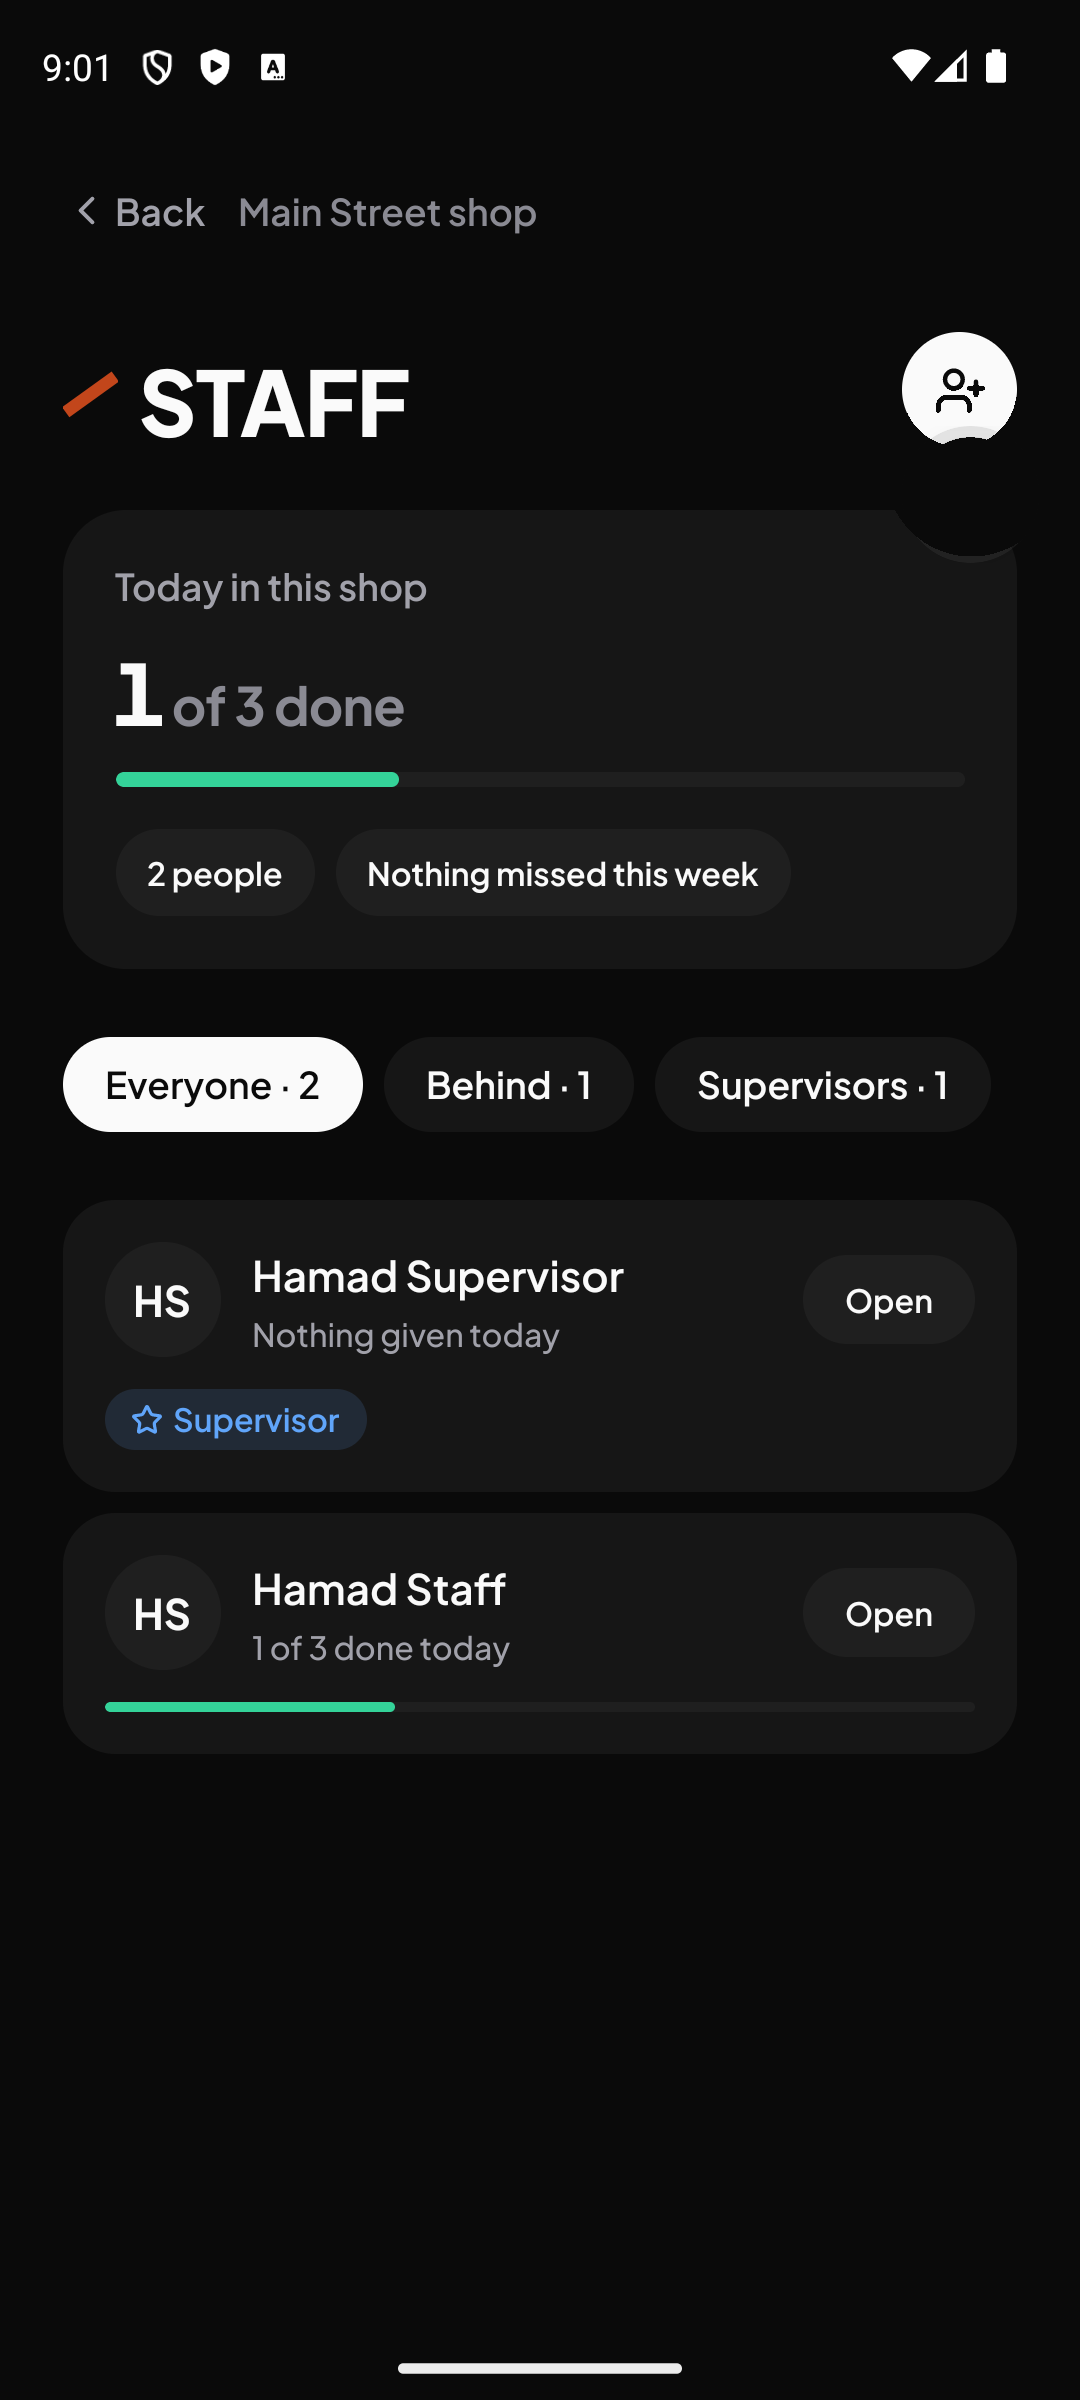 9:01
Back Main Street shop
STAFF
Today in this shop
1 of 3 done
2 people Nothing missed this week
Everyone · 2 Behind · 1 Supervisors · 1
HS Hamad Supervisor Open
Nothing given today
Supervisor
HS Hamad Staff Open
1 of 3 done today